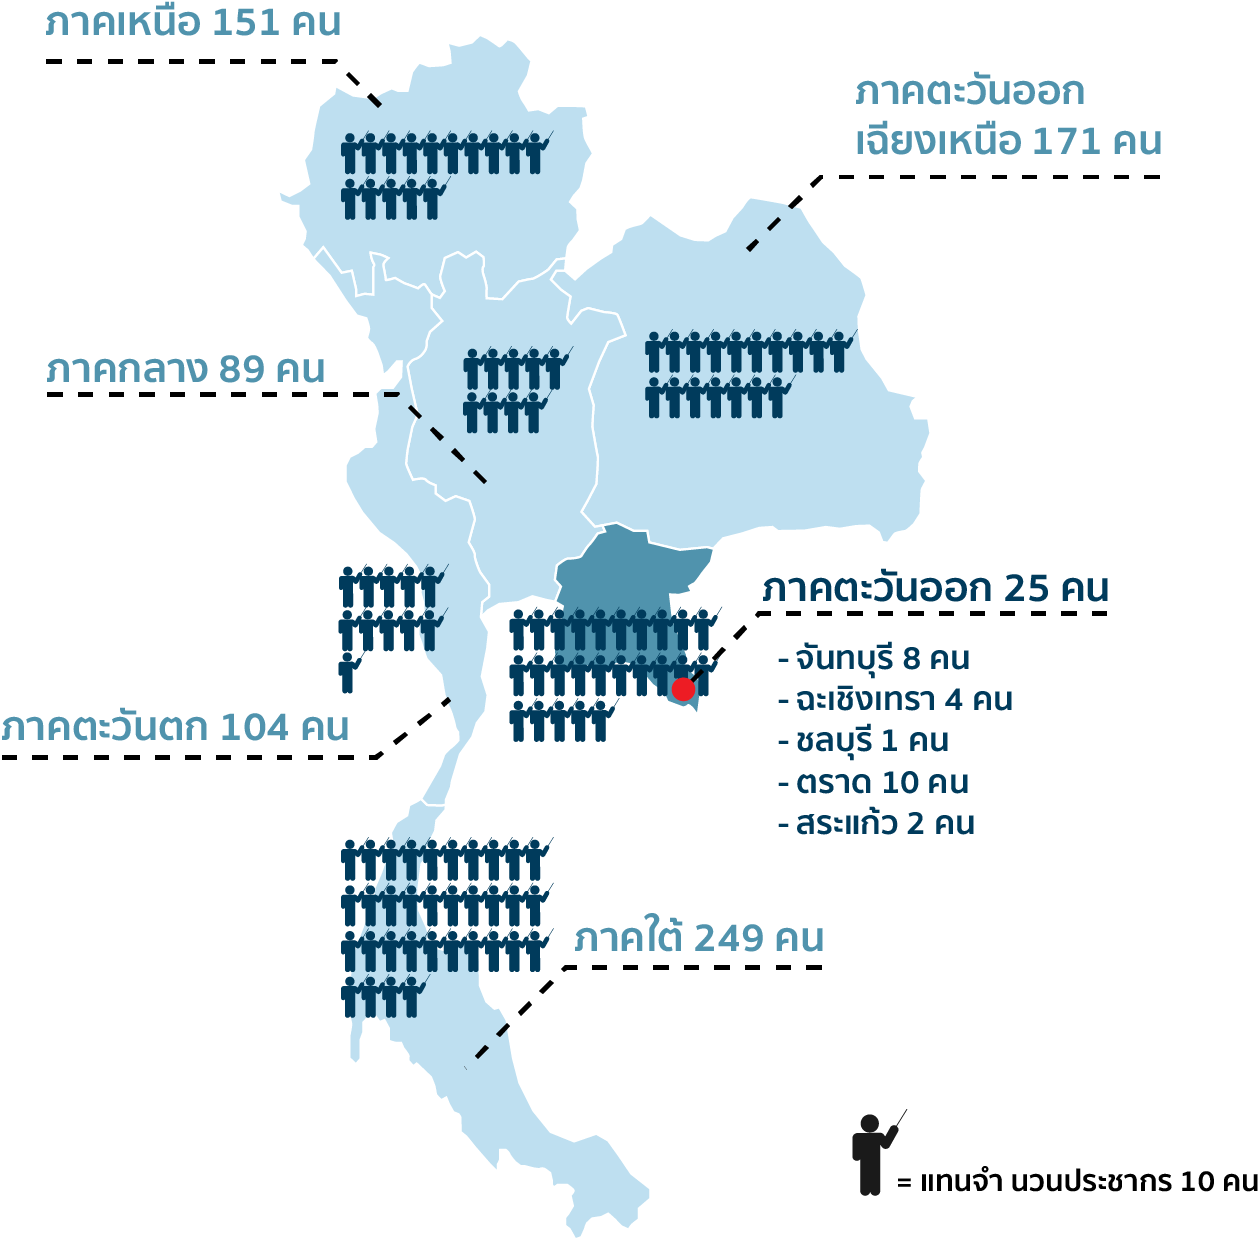 ภาคเหนือ 151 คน
ภาคตะวันออก
เฉียงเหนือ 171 คน
ภาคกลาง 89 คน
ภาคตะวันออก 25 คน
- จันทบุรี 8 คน
- ฉะเชิงเทรา 4 คน
- ชลบุรี 1 คน
- ตราด 10 คน
- สระแก้ว 2 คน
ภาคตะวันตก 104 คน
ภาคใต้ 249 คน
= แทนจำ นวนประชากร 10 คน